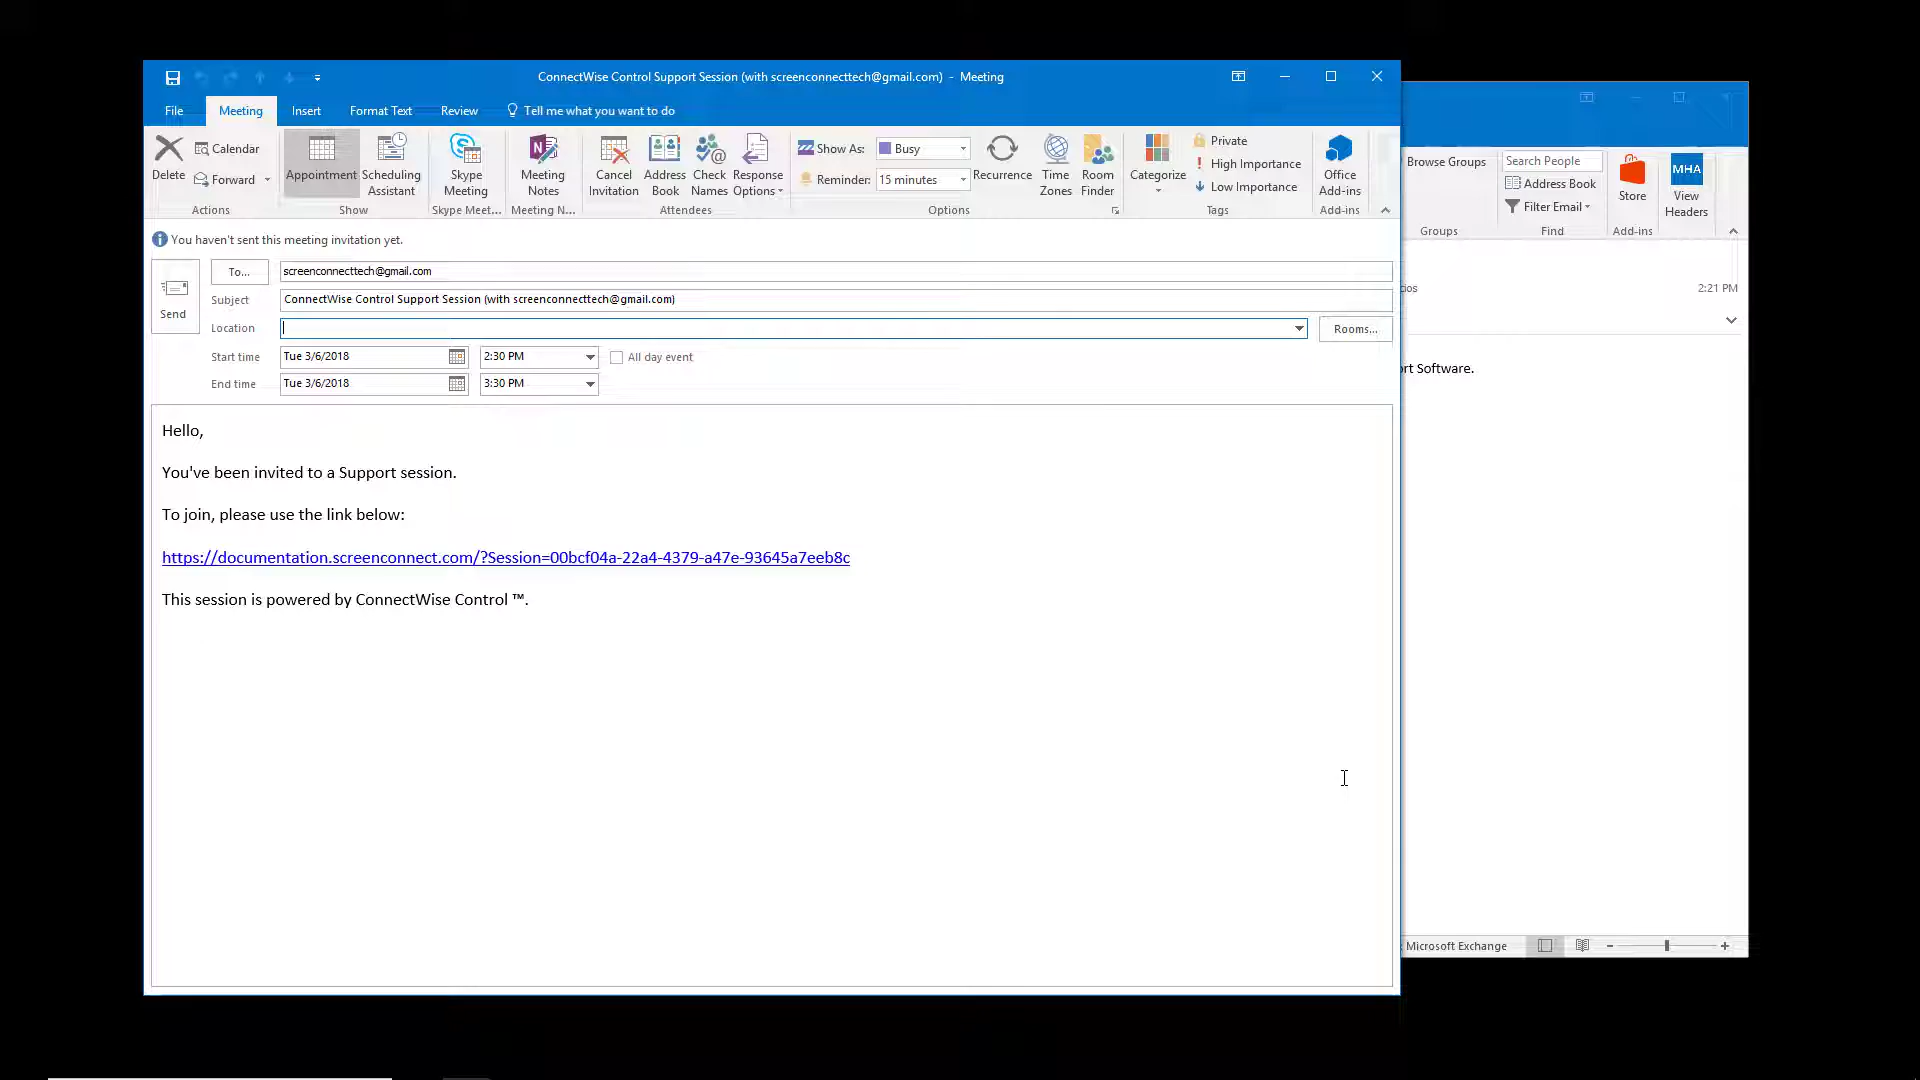 ConnectWise Control Support Session (with screenconnecttech@gmail.com) - Meeting
File Meeting Insert Format Text Review Tell me what you want to do
Delete
Calendar
Forward
Actions
Appointment
Scheduling
Assistant
Show
Skype
Meeting
Skype Meet...
Meeting
Notes
Meeting N...
Cancel
Invitation
Address
Book
Check
Names
Response
Options
Attendees
Show As: Busy
Reminder: 15 minutes
Recurrence
Time
Zones
Room
Finder
Options
Categorize
Private
High Importance
Low Importance
Tags
Office
Add-ins
Add-ins
Browse Groups
Groups
Search People
Address Book
Filter Email
Find
Store
Add-ins
MHA
View
Headers
You haven't sent this meeting invitation yet.
Send
To... screenconnecttech@gmail.com
Subject ConnectWise Control Support Session (with screenconnecttech@gmail.com)
Location Rooms...
Start time Tue 3/6/2018 2:30 PM All day event
End time Tue 3/6/2018 3:30 PM
2:21 PM
Software.
Hello,
You've been invited to a Support session.
To join, please use the link below:
https://documentation.screenconnect.com/?Session=00bcf04a-22a4-4379-a47e-93645a7eeb8c
This session is powered by ConnectWise Control ™.
Microsoft Exchange